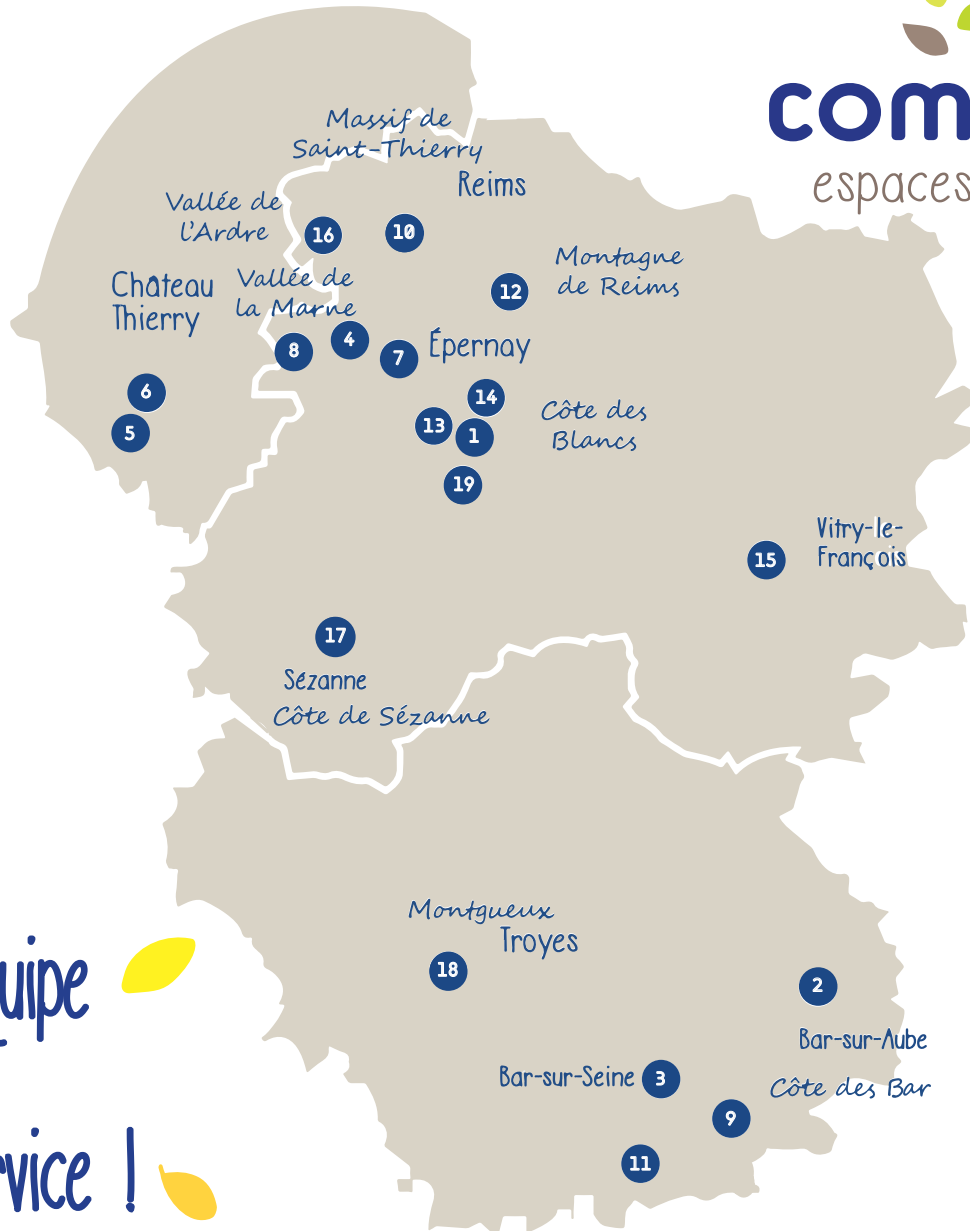 com
espaces
Massif de
Saint-Thierry
Reims
Vallée de
l'Ardre
16
10
Montagne
de Reims
12
Château
Thierry
Vallée de
la Marne
8
4
7
Épernay
6
5
14
13
1
19
Côte des
Blancs
Vitry-le-
François
15
17
Sézanne
Côte de Sézanne
Montgueux
Troyes
18
2
Bar-sur-Aube
Bar-sur-Seine
3
Côte des Bar
9
11
uipe
vice !